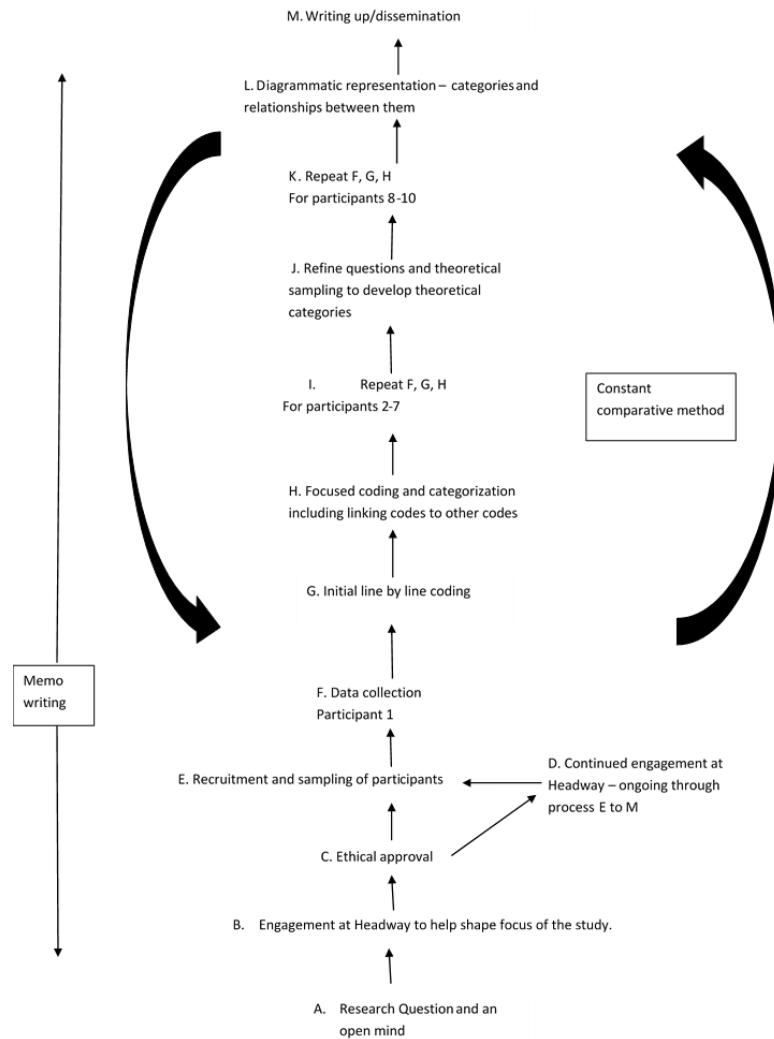 M. Writing up/dissemination
L. Diagrammatic representation – categories and
relationships between them
K. Repeat F, G, H
For participants 8-10
J. Refine questions and theoretical
sampling to develop theoretical
categories
I. Repeat F, G, H
For participants 2-7
Constant
comparative method
H. Focused coding and categorization
including linking codes to other codes
G. Initial line by line coding
Memo
writing
F. Data collection
Participant 1
E. Recruitment and sampling of participants
D. Continued engagement at
Headway – ongoing through
process E to M
C. Ethical approval
B. Engagement at Headway to help shape focus of the study.
A. Research Question and an
open mind